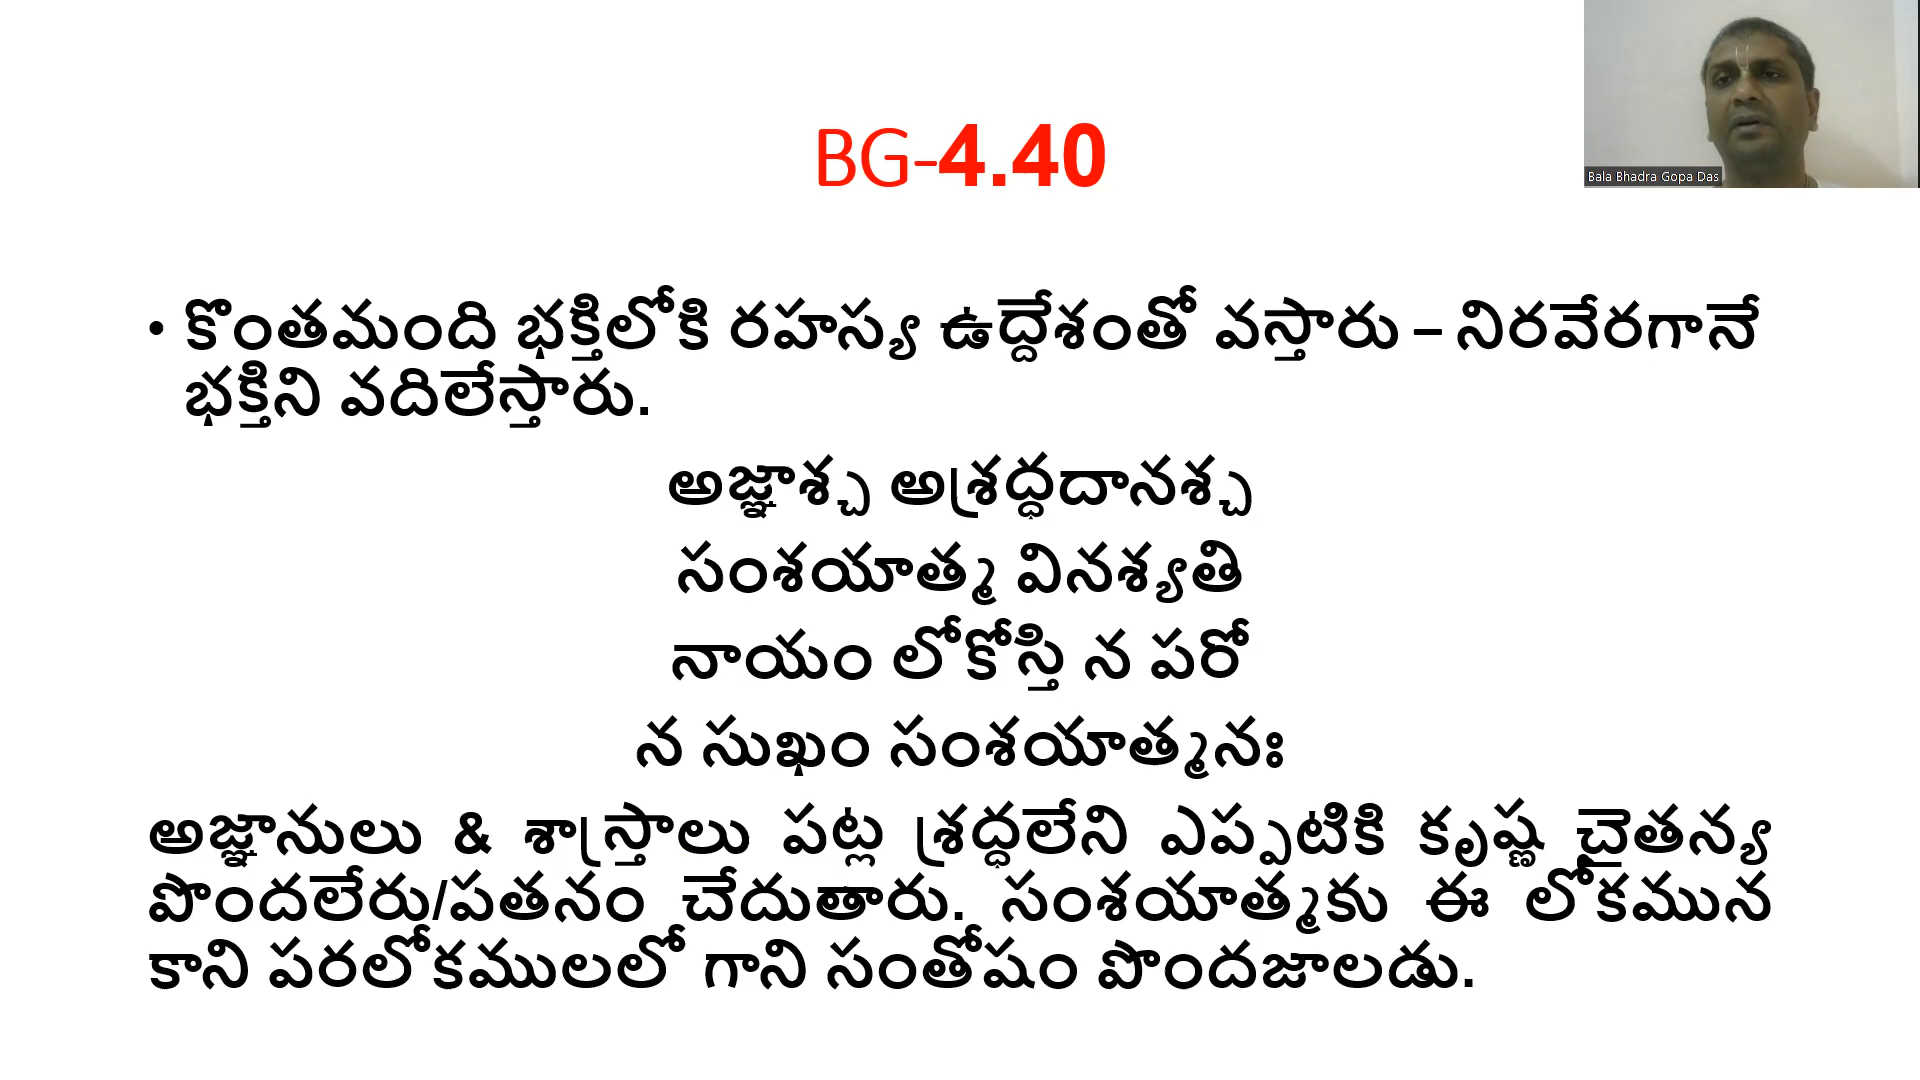 BG-4.40
Bala Bhadra Gopa Das
• కొంతమంది భక్తిలోకి రహస్య ఉద్దేశంతో వస్తారు – నిరవేరగానే
భక్తిని వదిలేస్తారు.
అజ్ఞాశ్చ అశ్రద్ధదానశ్చ
సంశయాత్మ వినశ్యతి
నాయం లోకోస్తి న పరో
న సుఖం సంశయాత్మనః
అజ్ఞానులు & శాస్త్రాలు పట్ల శ్రద్ధలేని ఎప్పటికి కృష్ణ చైతన్య
పొందలేరు/పతనం చేదుతారు. సంశయాత్మకు ఈ లోకమున
కాని పరలోకములలో గాని సంతోషం పొందజాలడు.